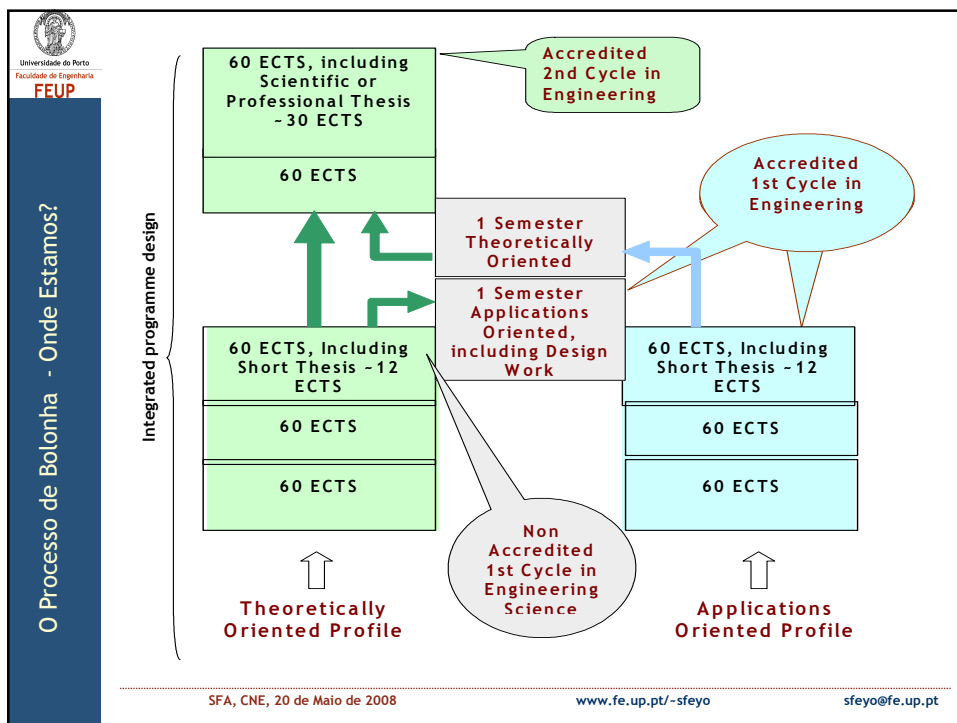 Universidade do Porto
Faculdade de Engenharia
FEUP
O Processo de Bolonha - Onde Estamos?
Integrated programme design
60 ECTS, including
Scientific or
Professional Thesis
~30 ECTS
60 ECTS
Accredited
2nd Cycle in
Engineering
Accredited
1st Cycle in
Engineering
1 Semester
Theoretically
Oriented
1 Semester
Applications
Oriented,
including Design
Work
60 ECTS, Including
Short Thesis ~12
ECTS
60 ECTS
60 ECTS
60 ECTS, Including
Short Thesis ~12
ECTS
60 ECTS
60 ECTS
Non
Accredited
1st Cycle in
Engineering
Science
Theoretically
Oriented Profile
Applications
Oriented Profile
SFA, CNE, 20 de Maio de 2008
www.fe.up.pt/~sfeyo
sfeyo@fe.up.pt